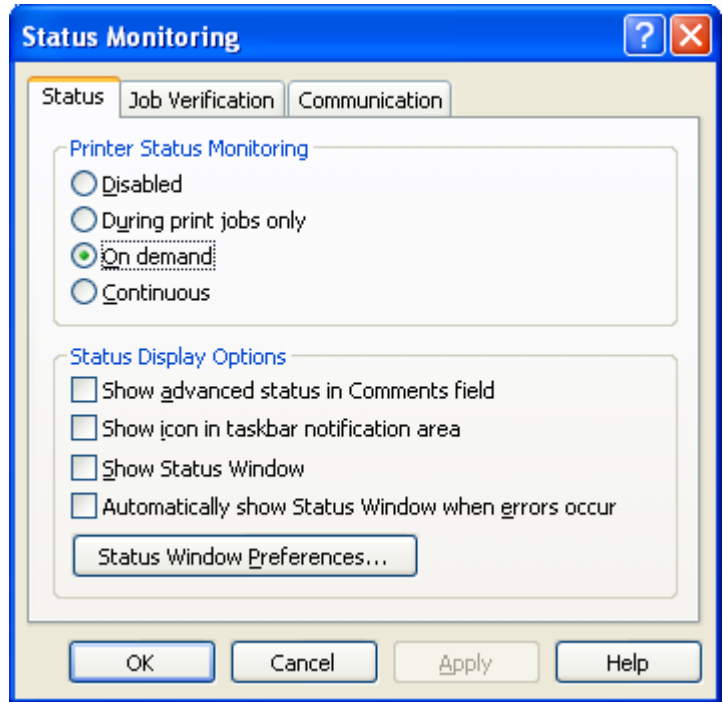 Status Monitoring
Status Job Verification Communication
Printer Status Monitoring
Disabled
During print jobs only
On demand
Continuous
Status Display Options
Show advanced status in Comments field
Show icon in taskbar notification area
Show Status Window
Automatically show Status Window when errors occur
Status Window Preferences...
OK Cancel Apply Help